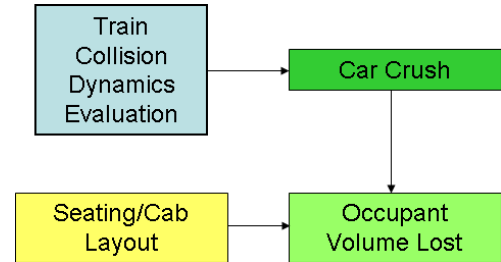 Train
Collision
Dynamics
Evaluation
Car Crush
Seating/Cab
Layout
Occupant
Volume Lost